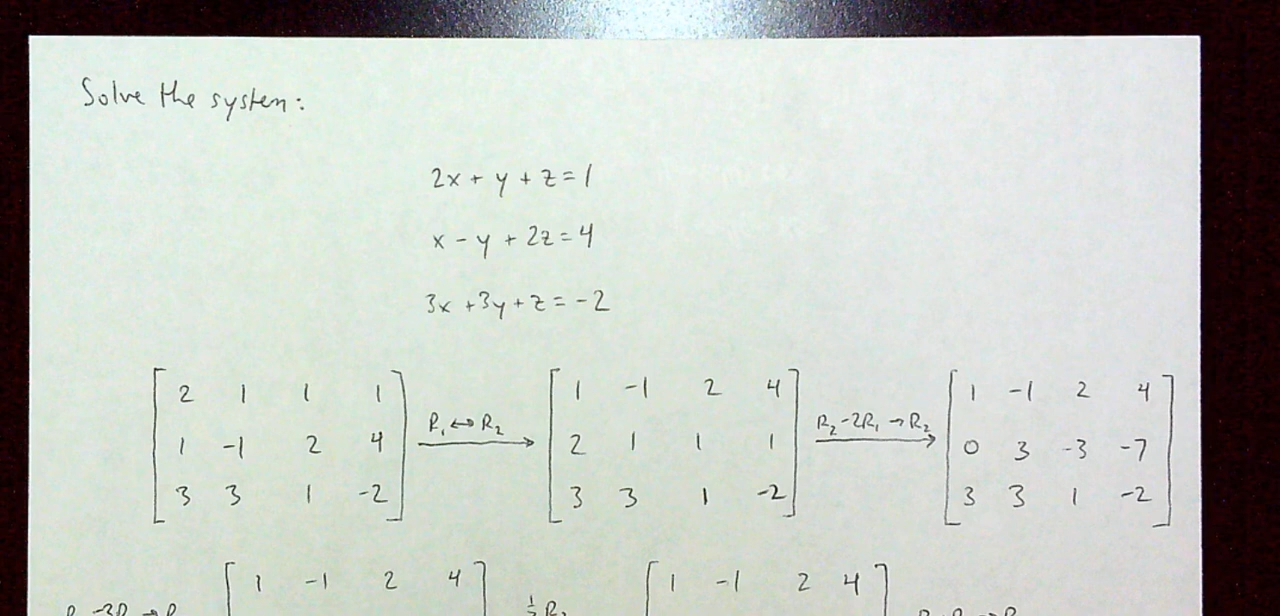 Solve the system:
2x + y + z = 1
x - y + 2z = 4
3x + 3y + z = -2
2 1 1 1 R₁ ↔ R₂ 1 -1 2 4 R₂-2R₁ → R₂ 1 -1 2 4
1 -1 2 4 2 1 1 1 0 3 -3 -7
3 3 1 -2 3 3 1 -2 3 3 1 -2
1 -1 2 4 1 -1 2 4